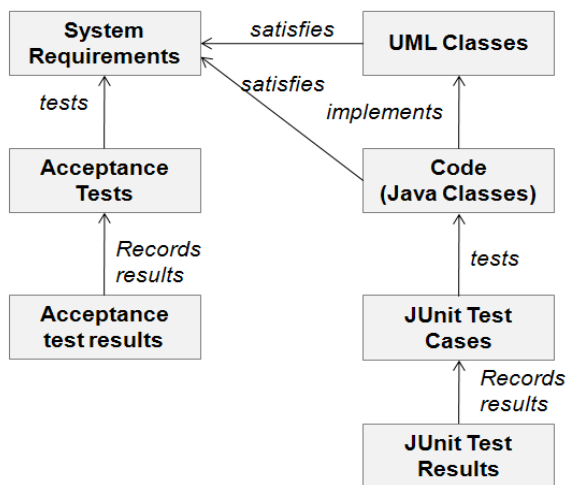 System
Requirements
satisfies
UML Classes
satisfies
tests
implements
Acceptance
Tests
Code
(Java Classes)
Records
results
tests
Acceptance
test results
JUnit Test
Cases
Records
results
JUnit Test
Results